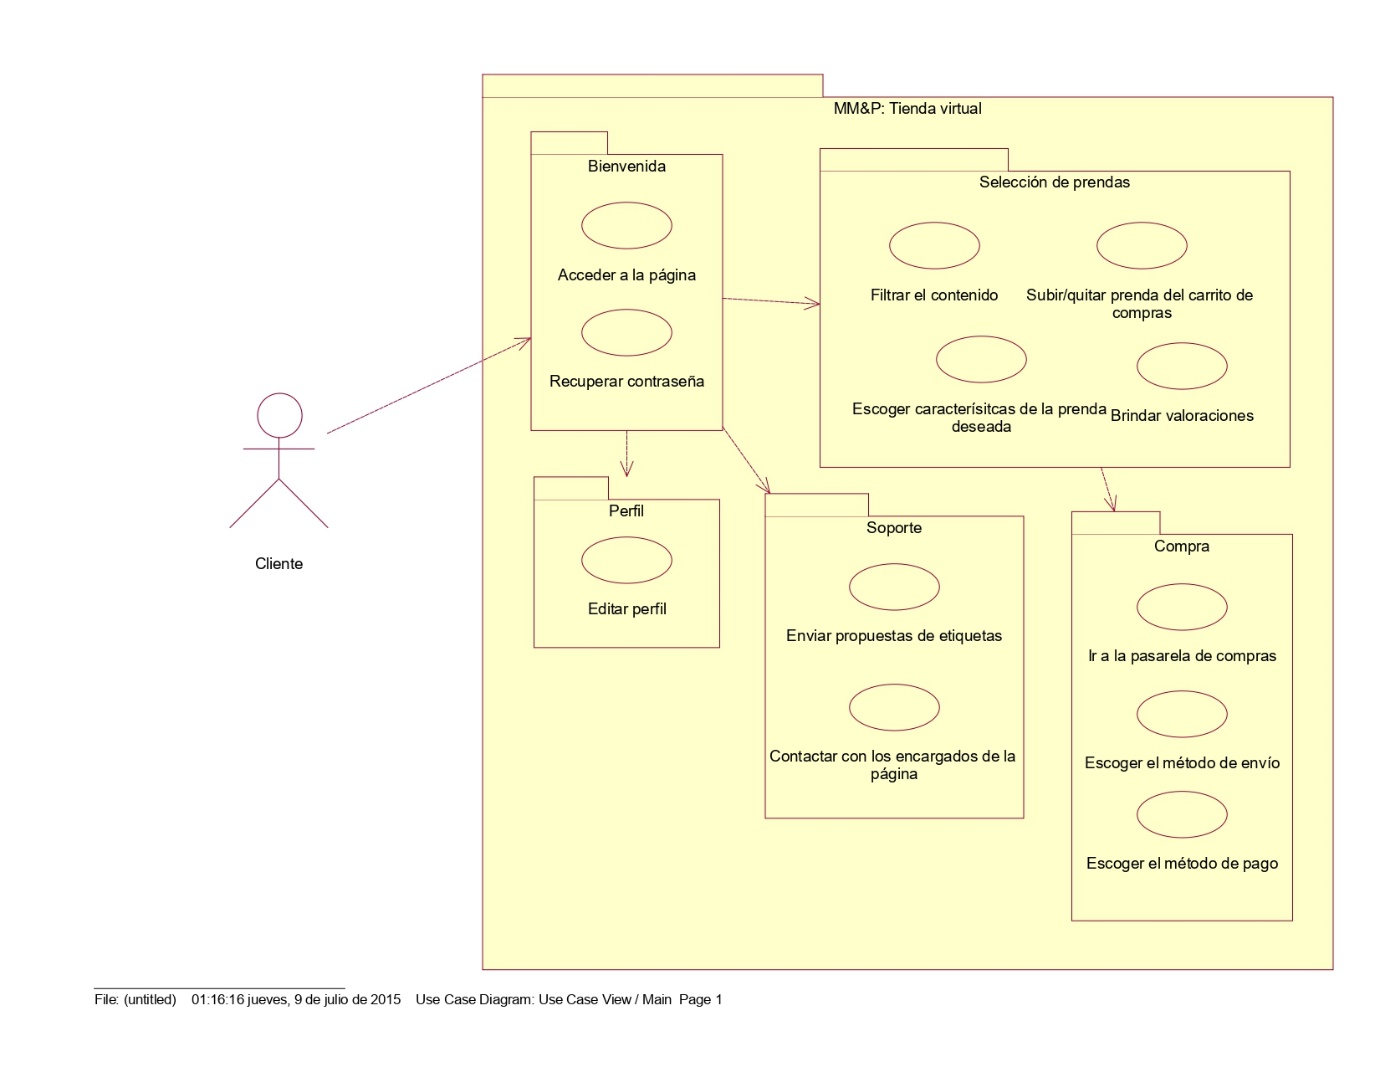 MM&P: Tienda virtual
Bienvenida
Acceder a la página
Recuperar contraseña
Selección de prendas
Filtrar el contenido
Subir/quitar prenda del carrito de
compras
Escoger caracterísitcas de la prenda
deseada
Brindar valoraciones
Cliente
Perfil
Editar perfil
Soporte
Enviar propuestas de etiquetas
Contactar con los encargados de la
página
Compra
Ir a la pasarela de compras
Escoger el método de envío
Escoger el método de pago
File: (untitled) 01:16:16 jueves, 9 de julio de 2015 Use Case Diagram: Use Case View / Main Page 1